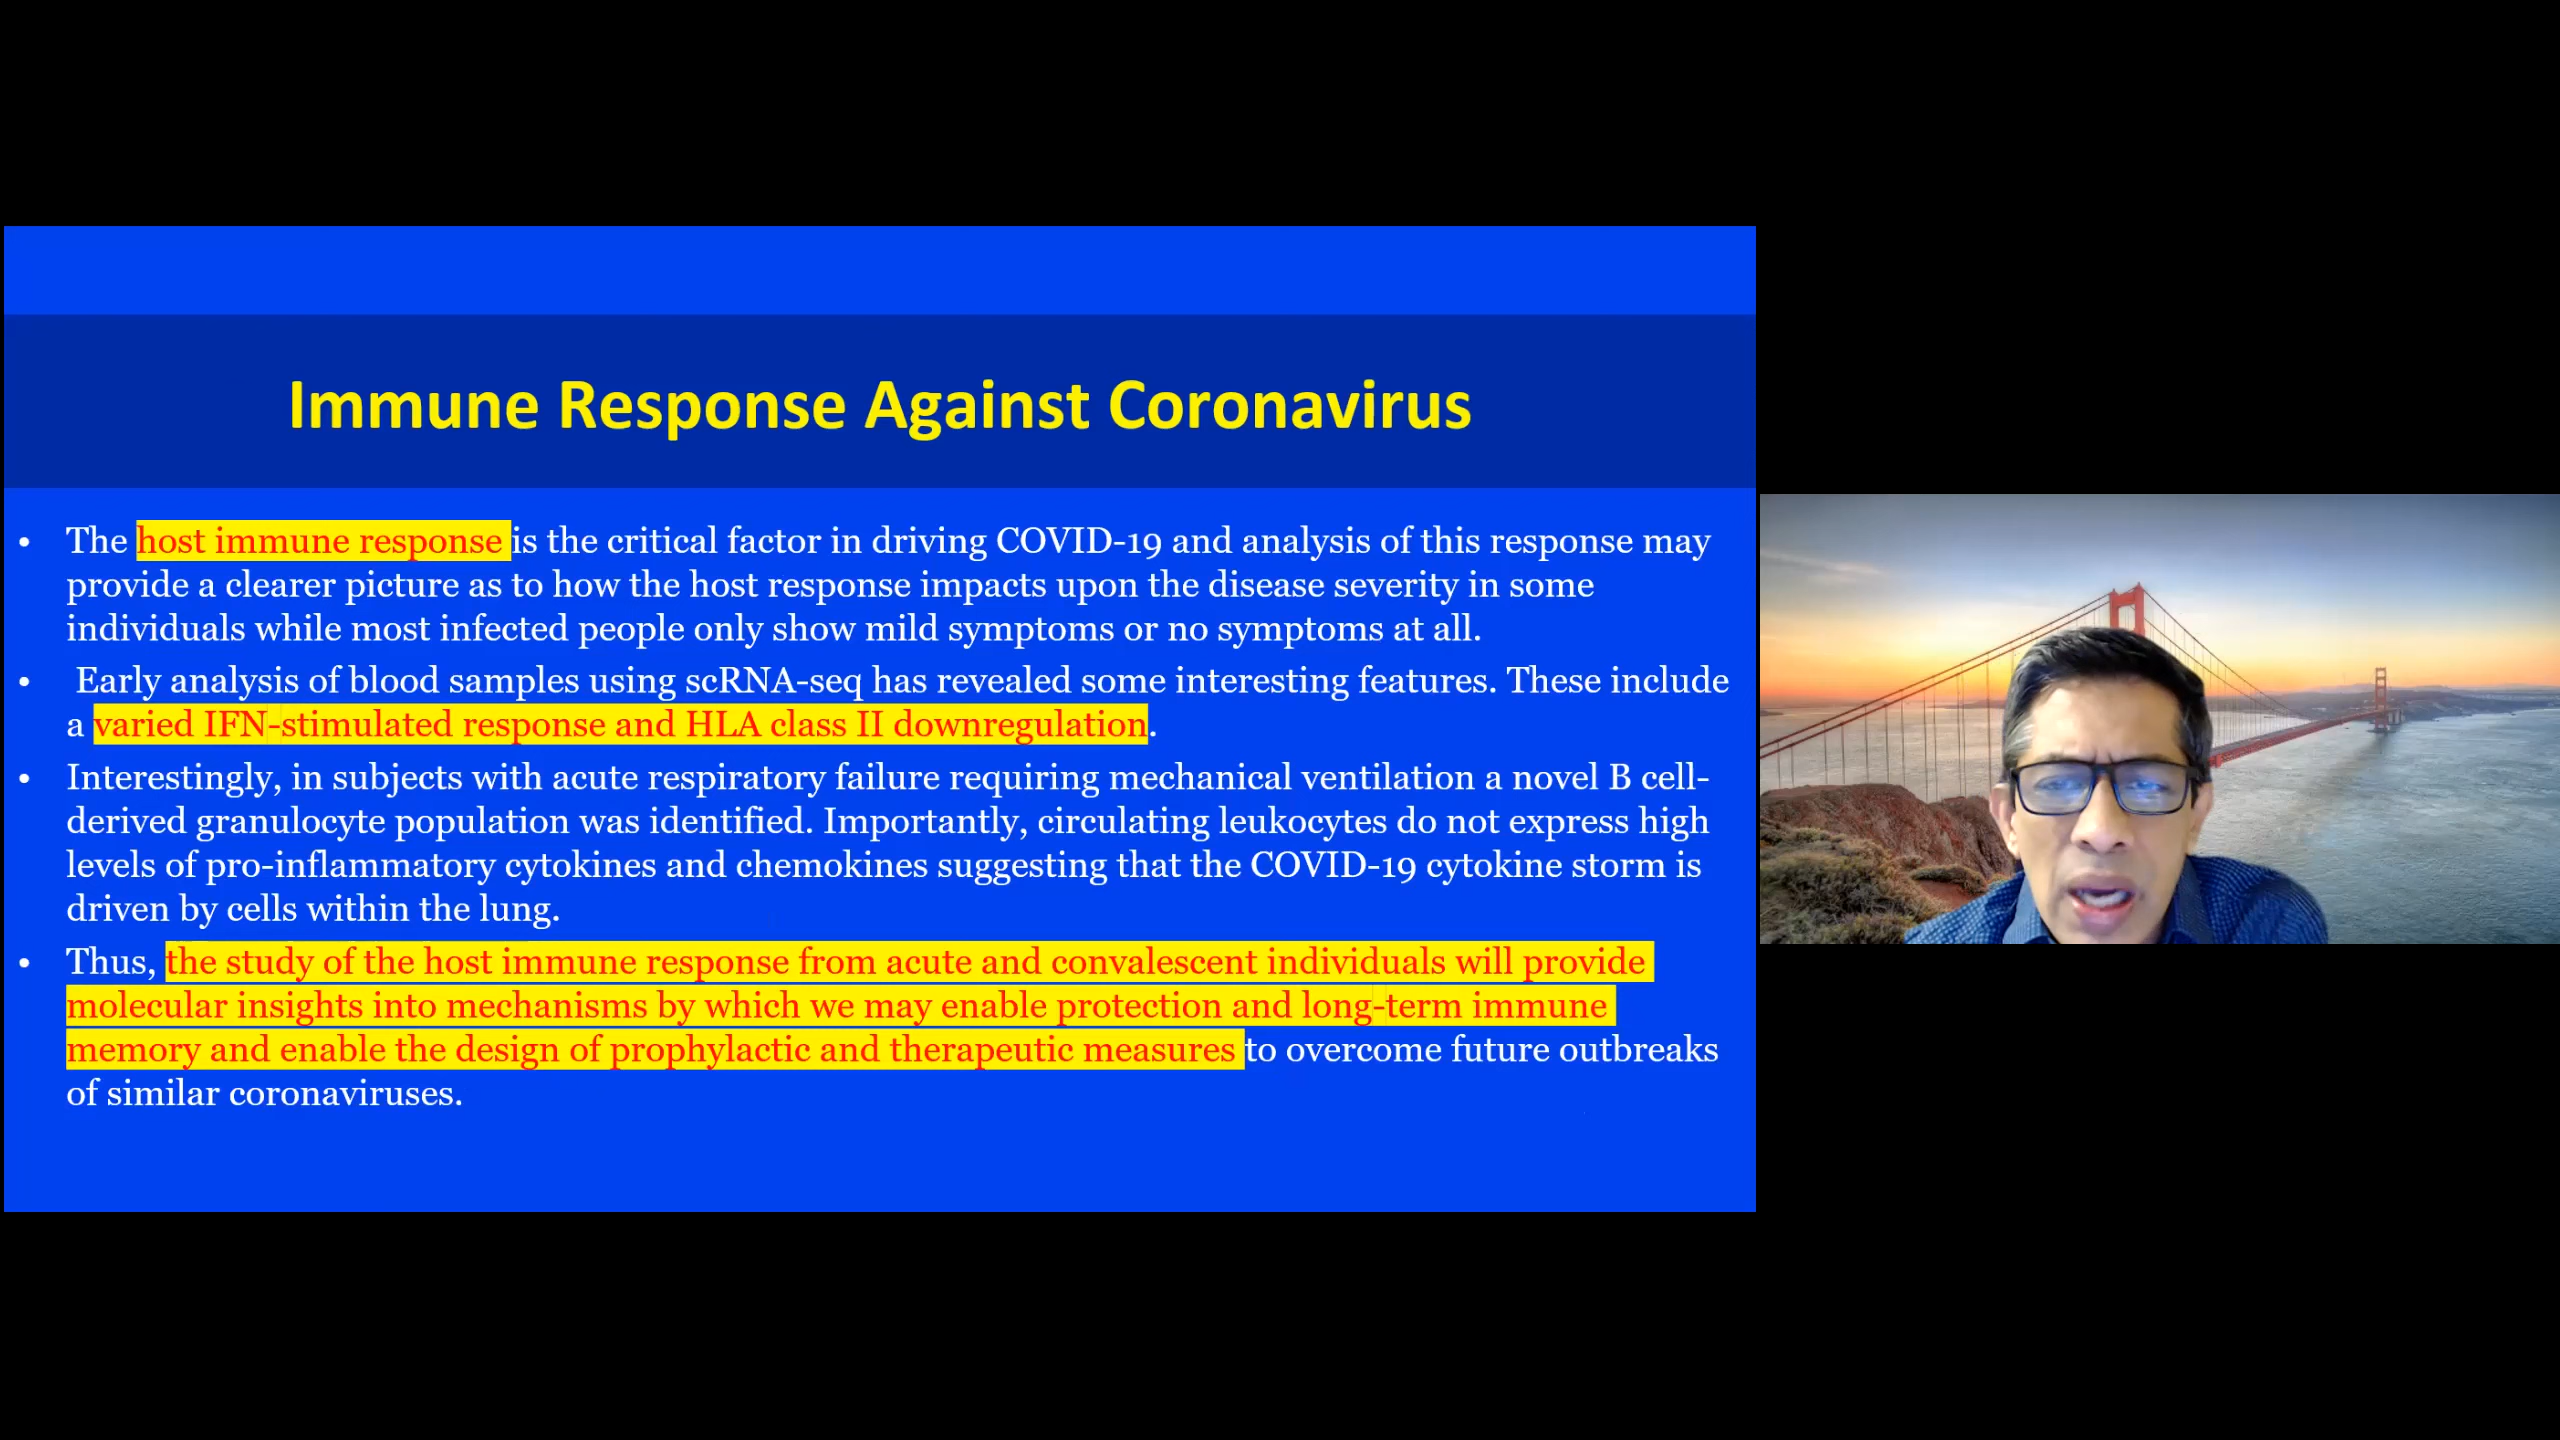 Immune Response Against Coronavirus
• The host immune response is the critical factor in driving COVID-19 and analysis of this response may
provide a clearer picture as to how the host response impacts upon the disease severity in some
individuals while most infected people only show mild symptoms or no symptoms at all.
• Early analysis of blood samples using scRNA-seq has revealed some interesting features. These include
a varied IFN-stimulated response and HLA class II downregulation.
• Interestingly, in subjects with acute respiratory failure requiring mechanical ventilation a novel B cell-
derived granulocyte population was identified. Importantly, circulating leukocytes do not express high
levels of pro-inflammatory cytokines and chemokines suggesting that the COVID-19 cytokine storm is
driven by cells within the lung.
• Thus, the study of the host immune response from acute and convalescent individuals will provide
molecular insights into mechanisms by which we may enable protection and long-term immune
memory and enable the design of prophylactic and therapeutic measures to overcome future outbreaks
of similar coronaviruses.